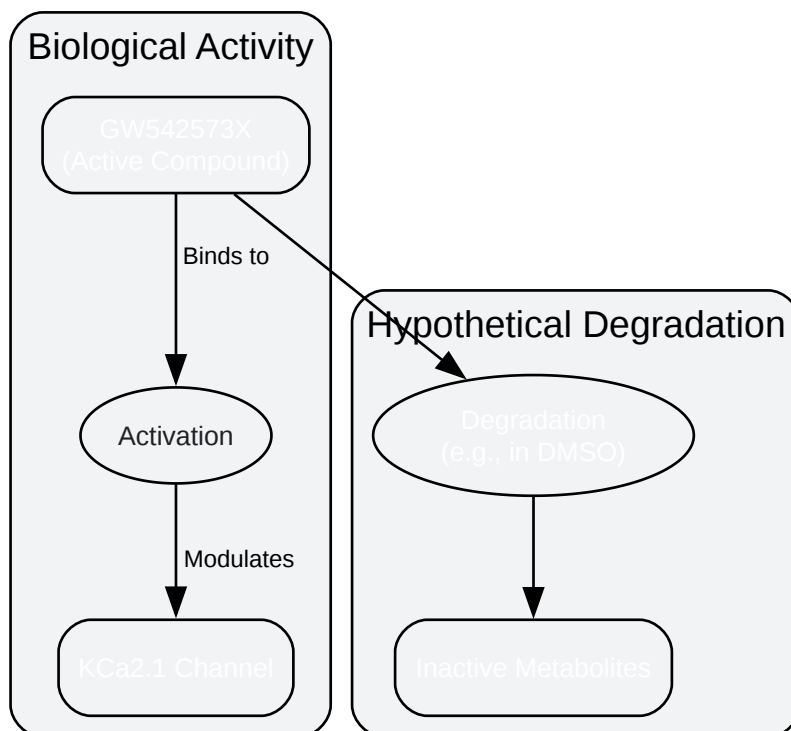 Biological Activity
GW542573X
(Active Compound)
Binds to
Hypothetical Degradation
Activation
Degradation
(e.g., in DMSO)
Modulates
KCa2.1 Channel
Inactive Metabolites